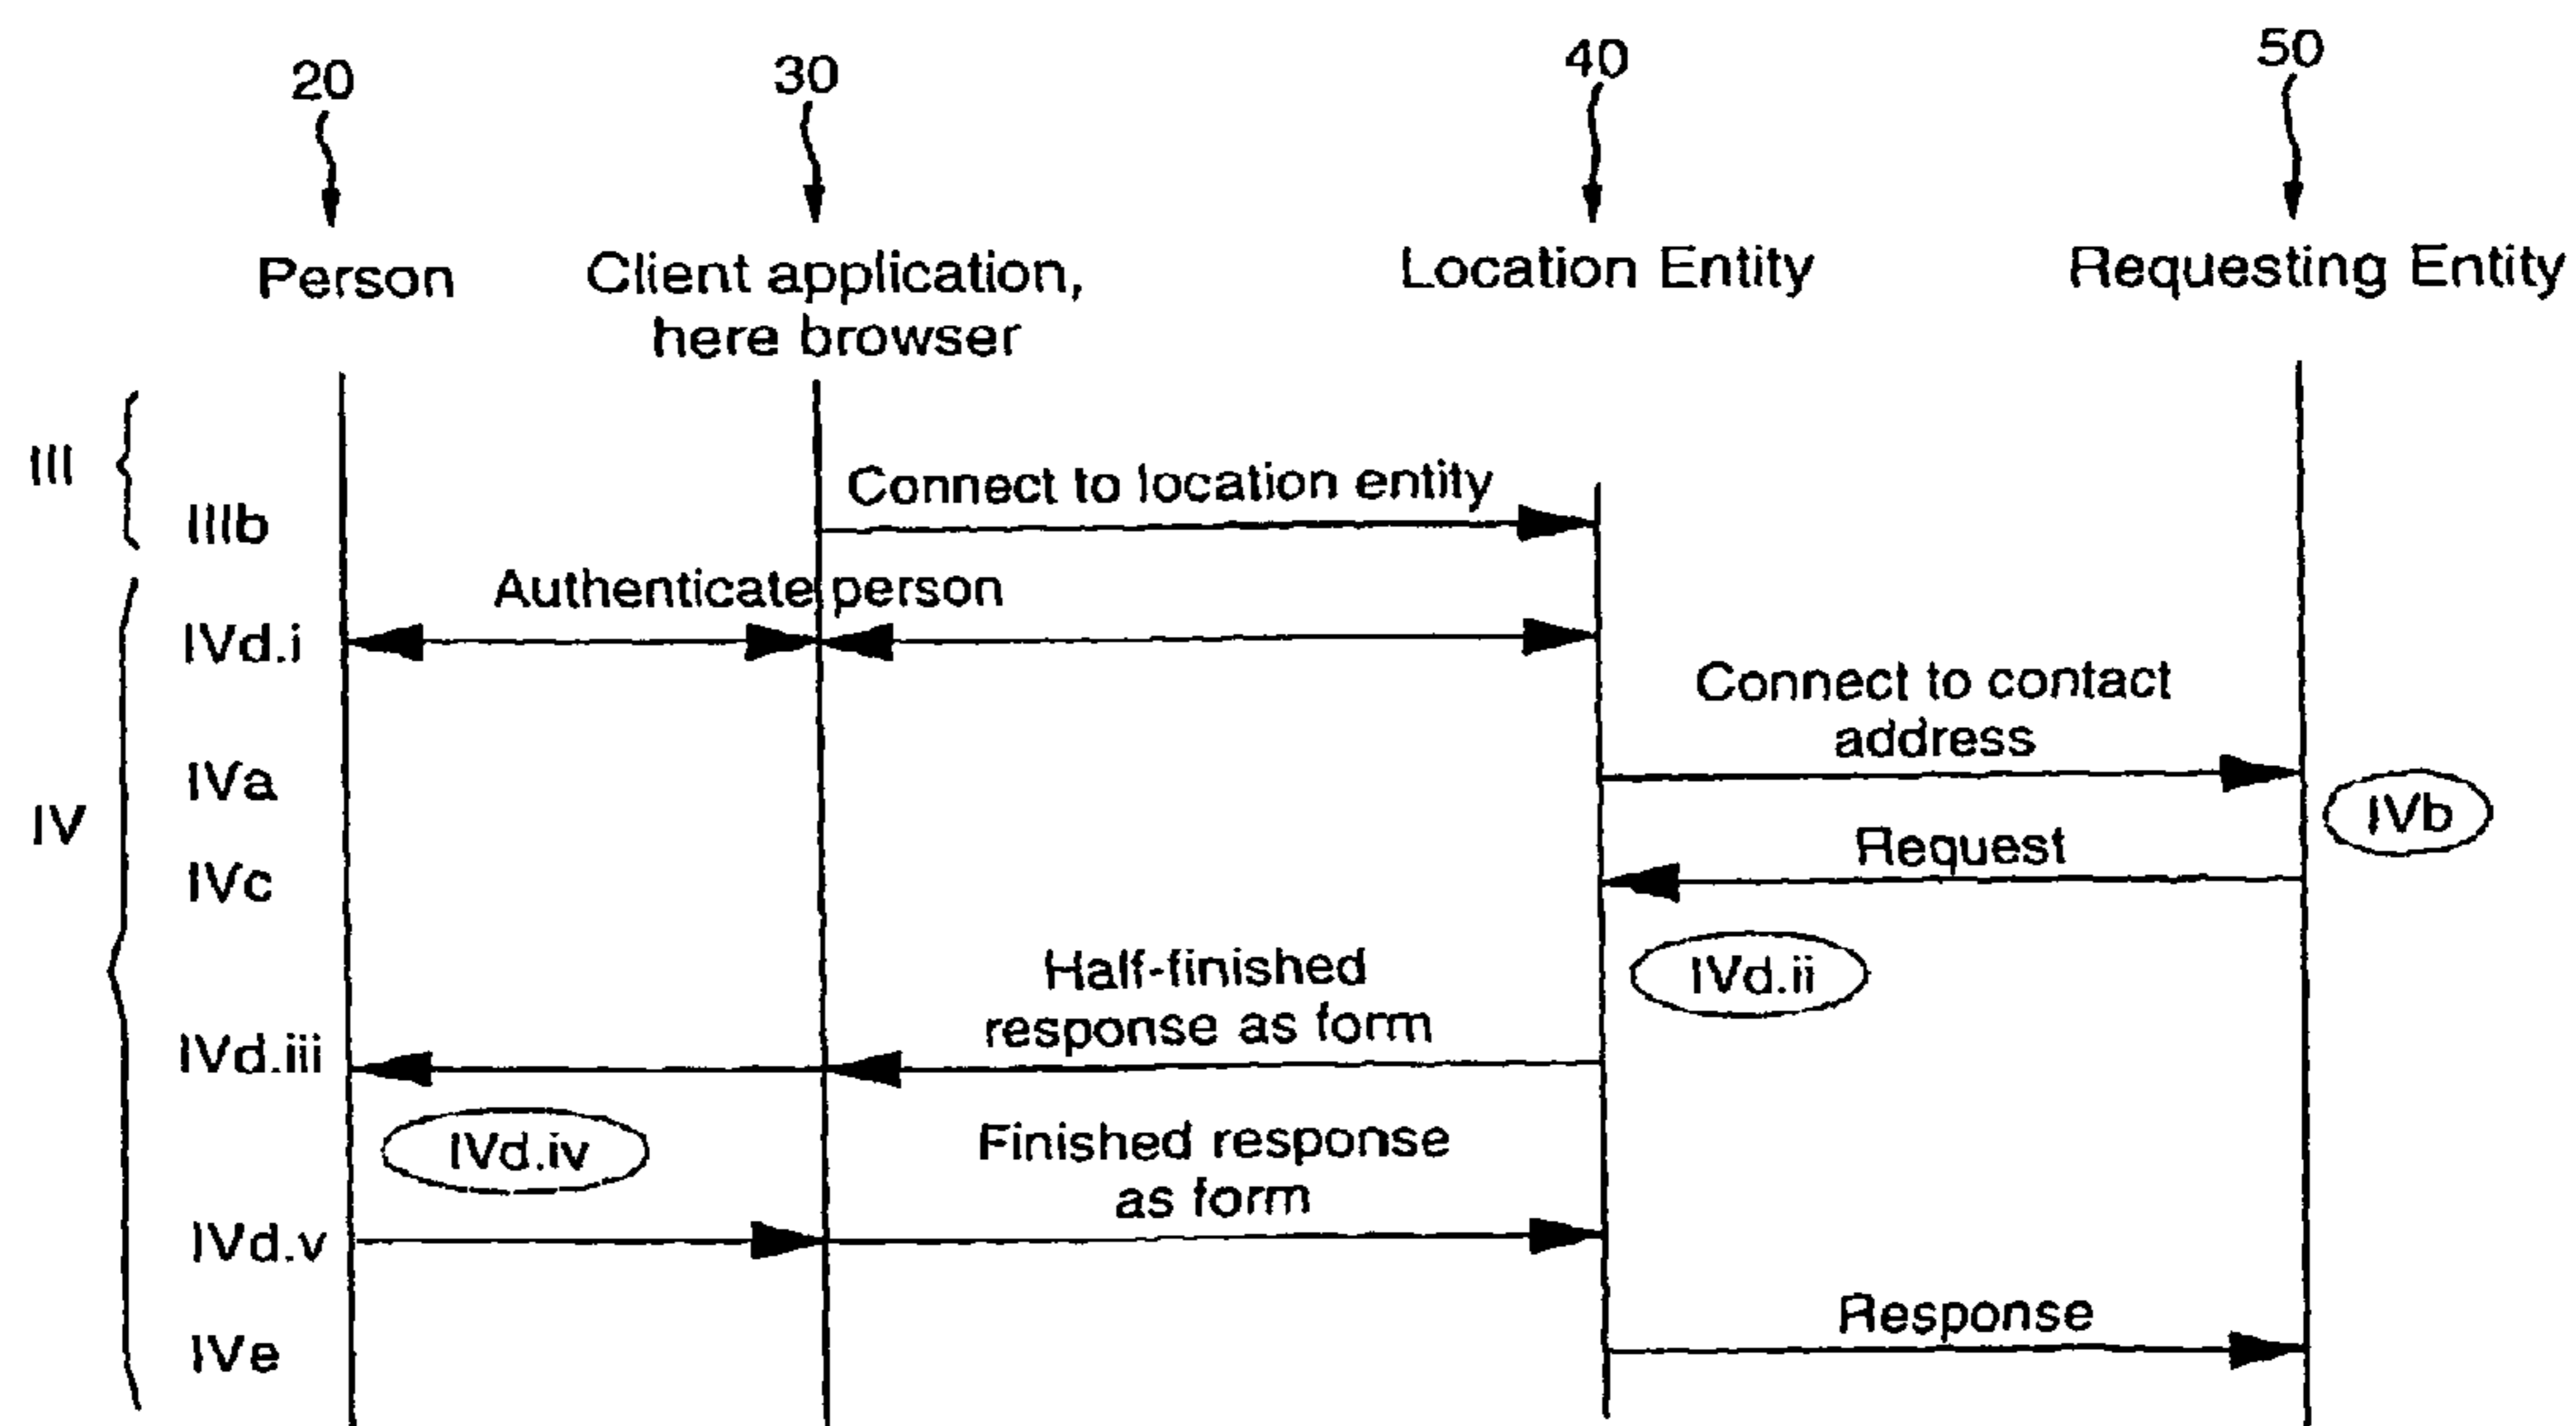 20
30
40
50
Person
Client application,
here browser
Location Entity
Requesting Entity
III
IIIb
Connect to location entity
Authenticate person
IVd.i
Connect to contact
address
IVa
IVb
IV
Request
IVc
IVd.ii
Half-finished
response as form
IVd.iii
IVd.iv
Finished response
as form
IVd.v
Response
IVe